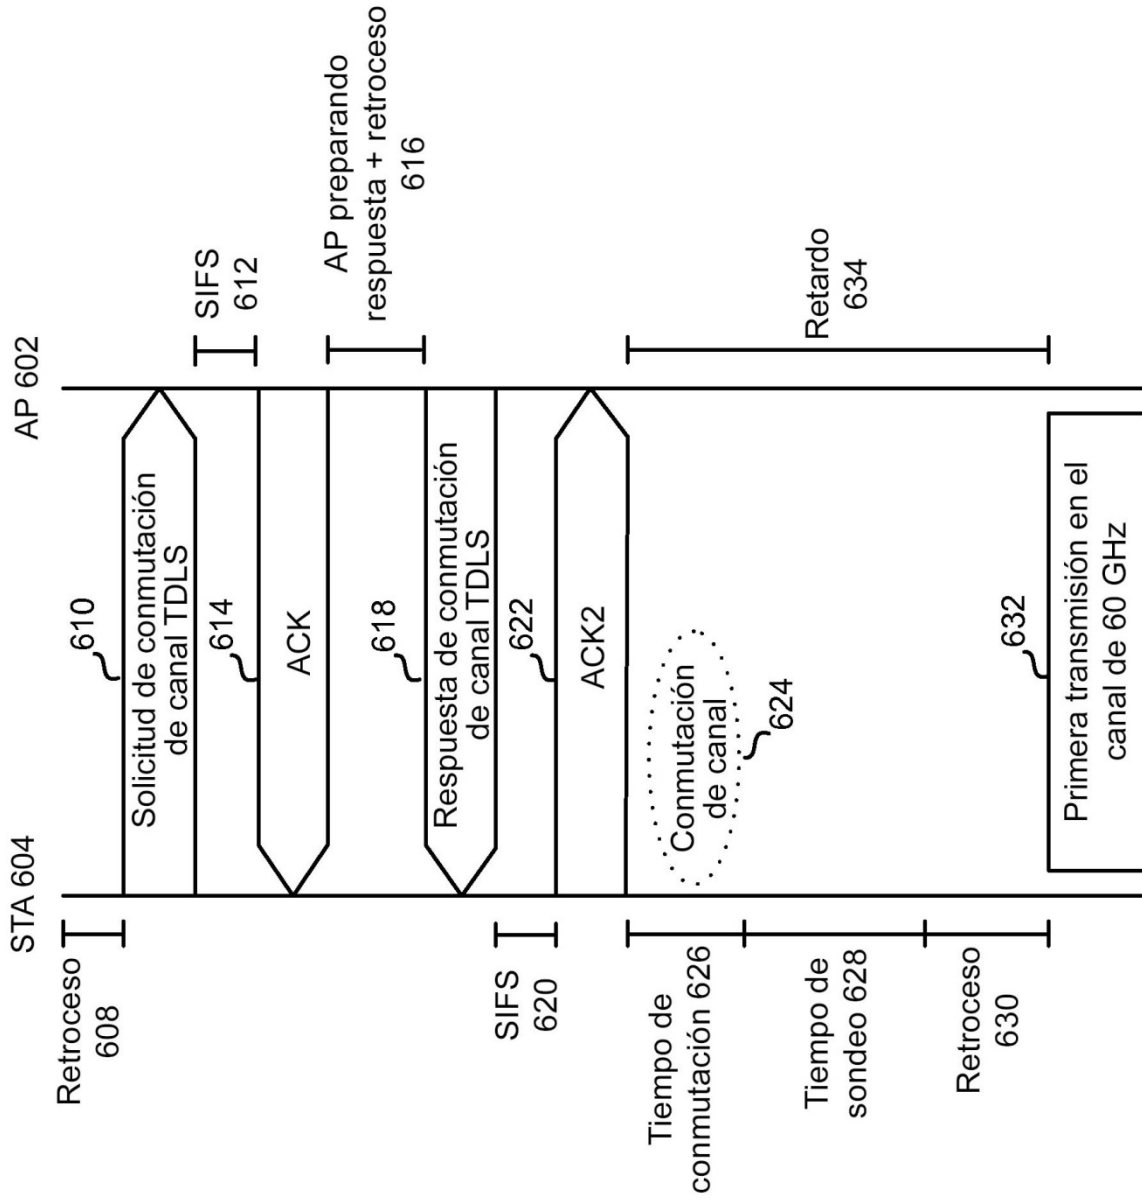 STA 604
AP 602
Retroceso
608
610
Solicitud de conmutación
de canal TDLS
SIFS
612
614
ACK
AP preparando
respuesta + retroceso
616
618
Respuesta de conmutación
de canal TDLS
SIFS
620
622
ACK2
Tiempo de
conmutación 626
Conmutación
de canal
624
Tiempo de
sondeo 628
Retardo
634
Retroceso
630
632
Primera transmisión en el
canal de 60 GHz